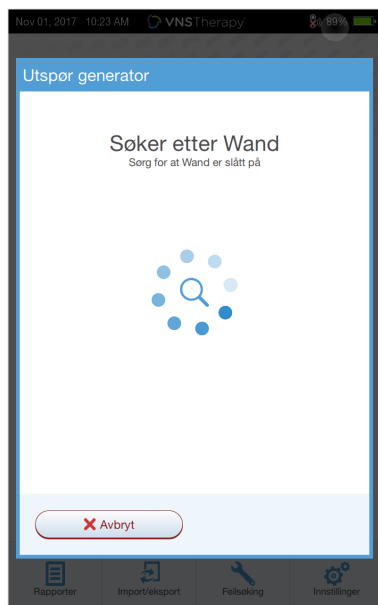 Nov 01, 2017 10:23 AM VNSTherapy 89%
Utspør generator
Søker etter Wand
Sørg for at Wand er slått på
Avbryt
Rapporter Import/eksport Feilsøking Innstillinger